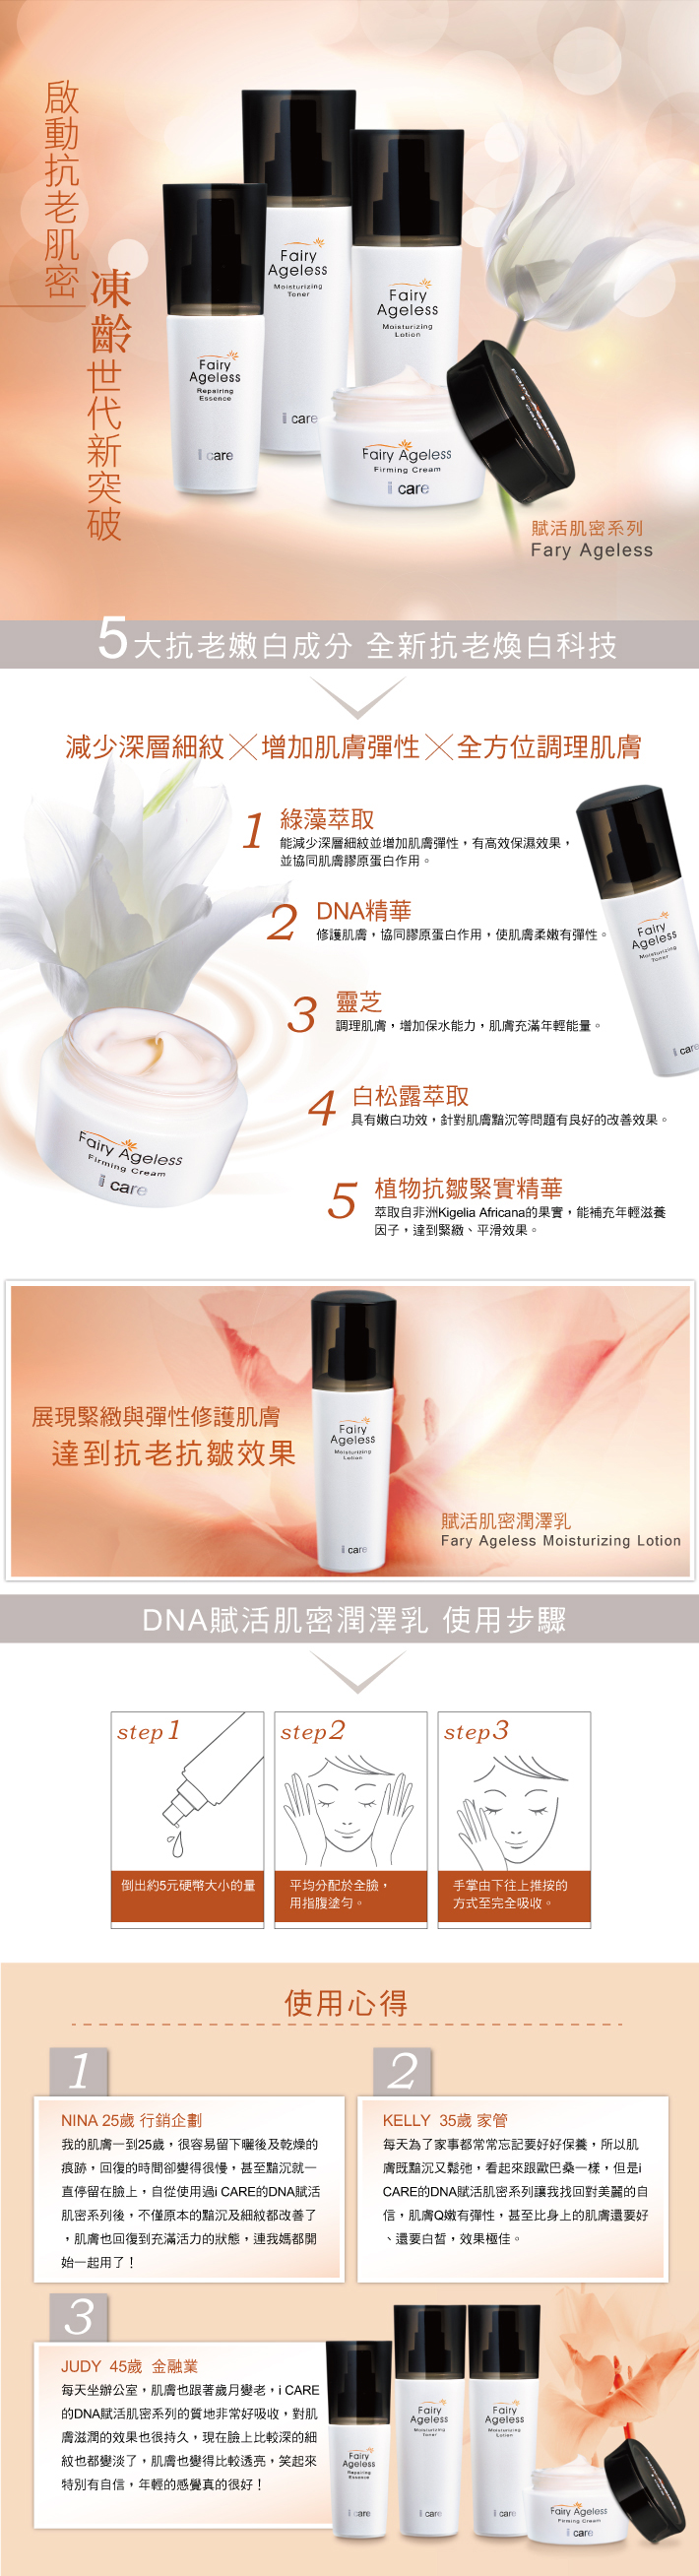 啟動抗老肌密
凍齡世代新突破
Fairy
Ageless
Moisturizing
Toner
i care
Fairy
Ageless
Moisturizing
Lotion
Fairy
Ageless
Repairing
Essence
i care
Fairy Ageless
Firming Cream
i care
Fairy Ageless
i care
賦活肌密系列
Fary Ageless
5大抗老嫩白成分 全新抗老煥白科技
減少深層細紋╳增加肌膚彈性╳全方位調理肌膚
1 綠藻萃取
能減少深層細紋並增加肌膚彈性，有高效保濕效果，
並協同肌膚膠原蛋白作用。
2 DNA精華
修護肌膚，協同膠原蛋白作用，使肌膚柔嫩有彈性。
Fairy
Ageless
Moisturizing
Toner
i care
3 靈芝
調理肌膚，增加保水能力，肌膚充滿年輕能量。
4 白松露萃取
具有嫩白功效，針對肌膚黯沉等問題有良好的改善效果。
Fairy Ageless
Firming Cream
i care
5 植物抗皺緊實精華
萃取自非洲Kigelia Africana的果實，能補充年輕滋養
因子，達到緊緻、平滑效果。
展現緊緻與彈性修護肌膚
達到抗老抗皺效果
Fairy
Ageless
Moisturizing
Lotion
i care
賦活肌密潤澤乳
Fary Ageless Moisturizing Lotion
DNA賦活肌密潤澤乳 使用步驟
step1
倒出約5元硬幣大小的量
step2
平均分配於全臉，
用指腹塗勻。
step3
手掌由下往上推按的
方式至完全吸收。
使用心得
1
NINA 25歲 行銷企劃
我的肌膚一到25歲，很容易留下曬後及乾燥的
痕跡，回復的時間卻變得很慢，甚至黯沉就一
直停留在臉上，自從使用過i CARE的DNA賦活
肌密系列後，不僅原本的黯沉及細紋都改善了
，肌膚也回復到充滿活力的狀態，連我媽都開
始一起用了！
2
KELLY 35歲 家管
每天為了家事都常常忘記要好好保養，所以肌
膚既黯沉又鬆弛，看起來跟歐巴桑一樣，但是i
CARE的DNA賦活肌密系列讓我找回對美麗的自
信，肌膚Q嫩有彈性，甚至比身上的肌膚還要好
、還要白皙，效果極佳。
3
JUDY 45歲 金融業
每天坐辦公室，肌膚也跟著歲月變老，i CARE
的DNA賦活肌密系列的質地非常好吸收，對肌
膚滋潤的效果也很持久，現在臉上比較深的細
紋也都變淡了，肌膚也變得比較透亮，笑起來
特別有自信，年輕的感覺真的很好！
Fairy
Ageless
Repairing
Essence
i care
Fairy
Ageless
Moisturizing
Toner
i care
Fairy
Ageless
Moisturizing
Lotion
i care
Fairy Ageless
Firming Cream
i care